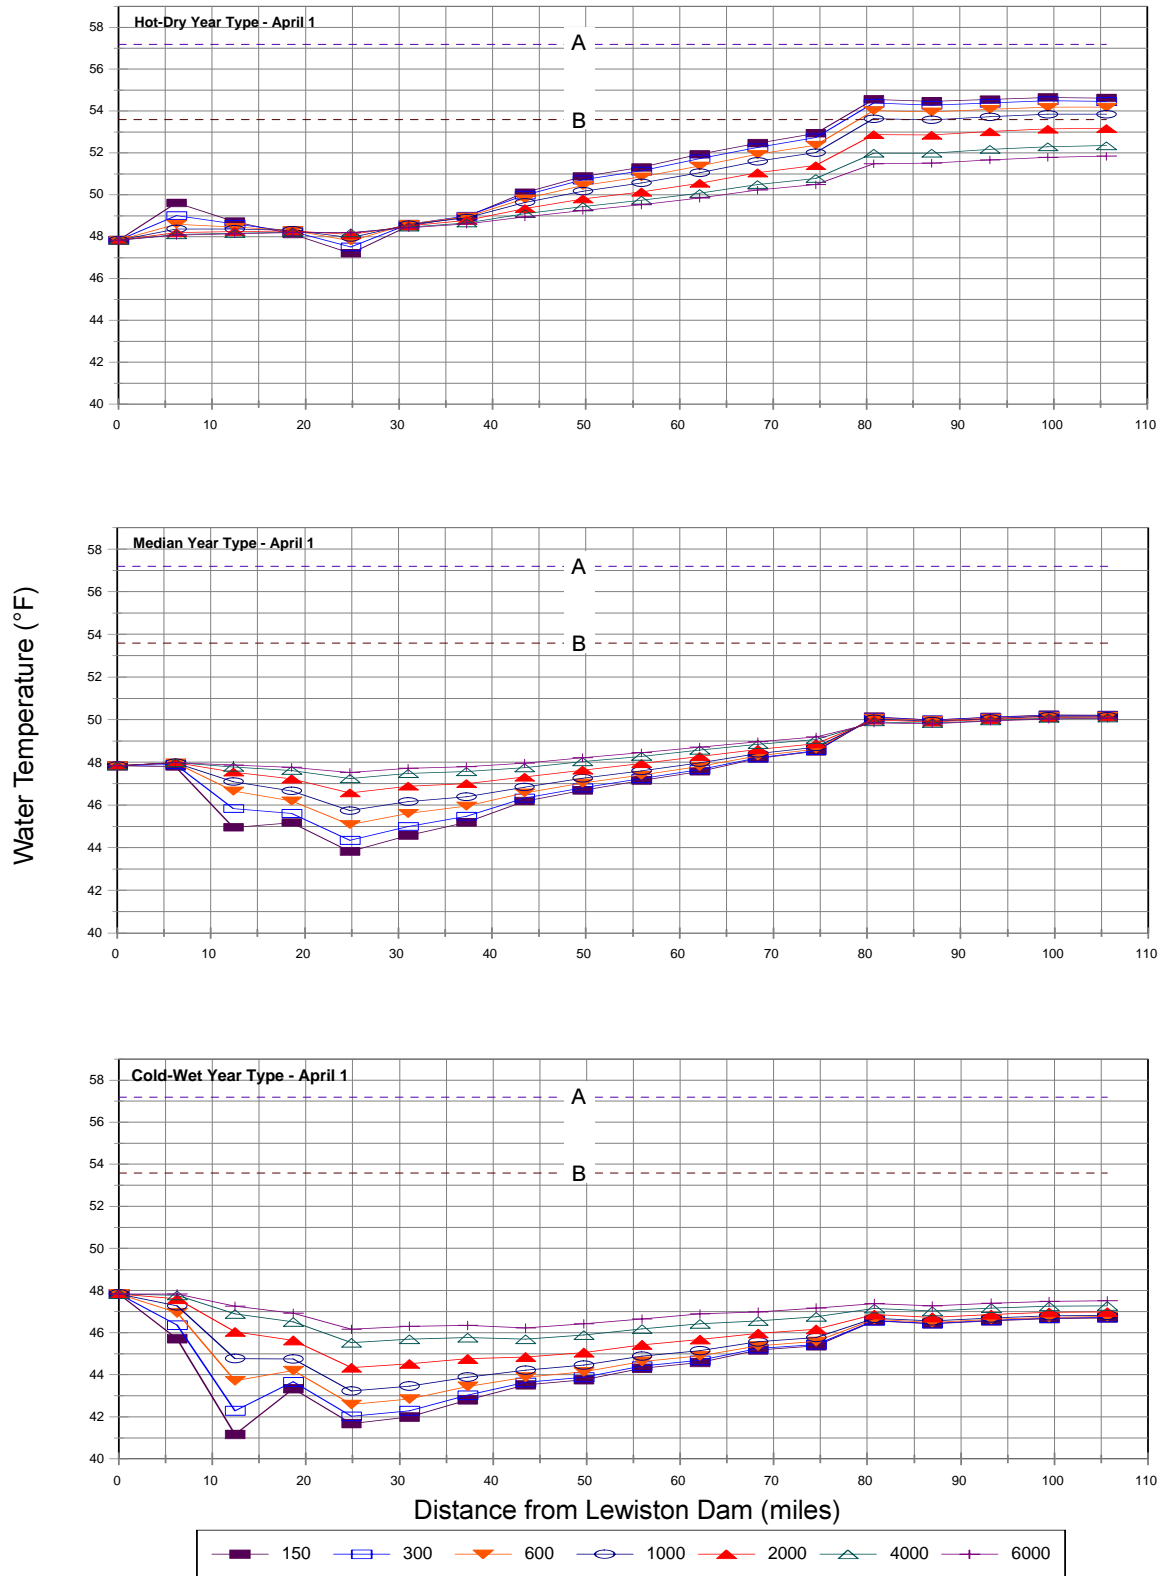 Hot-Dry Year Type - April 1
58
56
54
52
50
48
46
44
42
40
A
B
0 10 20 30 40 50 60 70 80 90 100 110
Median Year Type - April 1
58
56
54
52
50
48
46
44
42
40
A
B
0 10 20 30 40 50 60 70 80 90 100 110
Water Temperature (°F)
Cold-Wet Year Type - April 1
58
56
54
52
50
48
46
44
42
40
A
B
0 10 20 30 40 50 60 70 80 90 100 110
Distance from Lewiston Dam (miles)
150 300 600 1000 2000 4000 6000